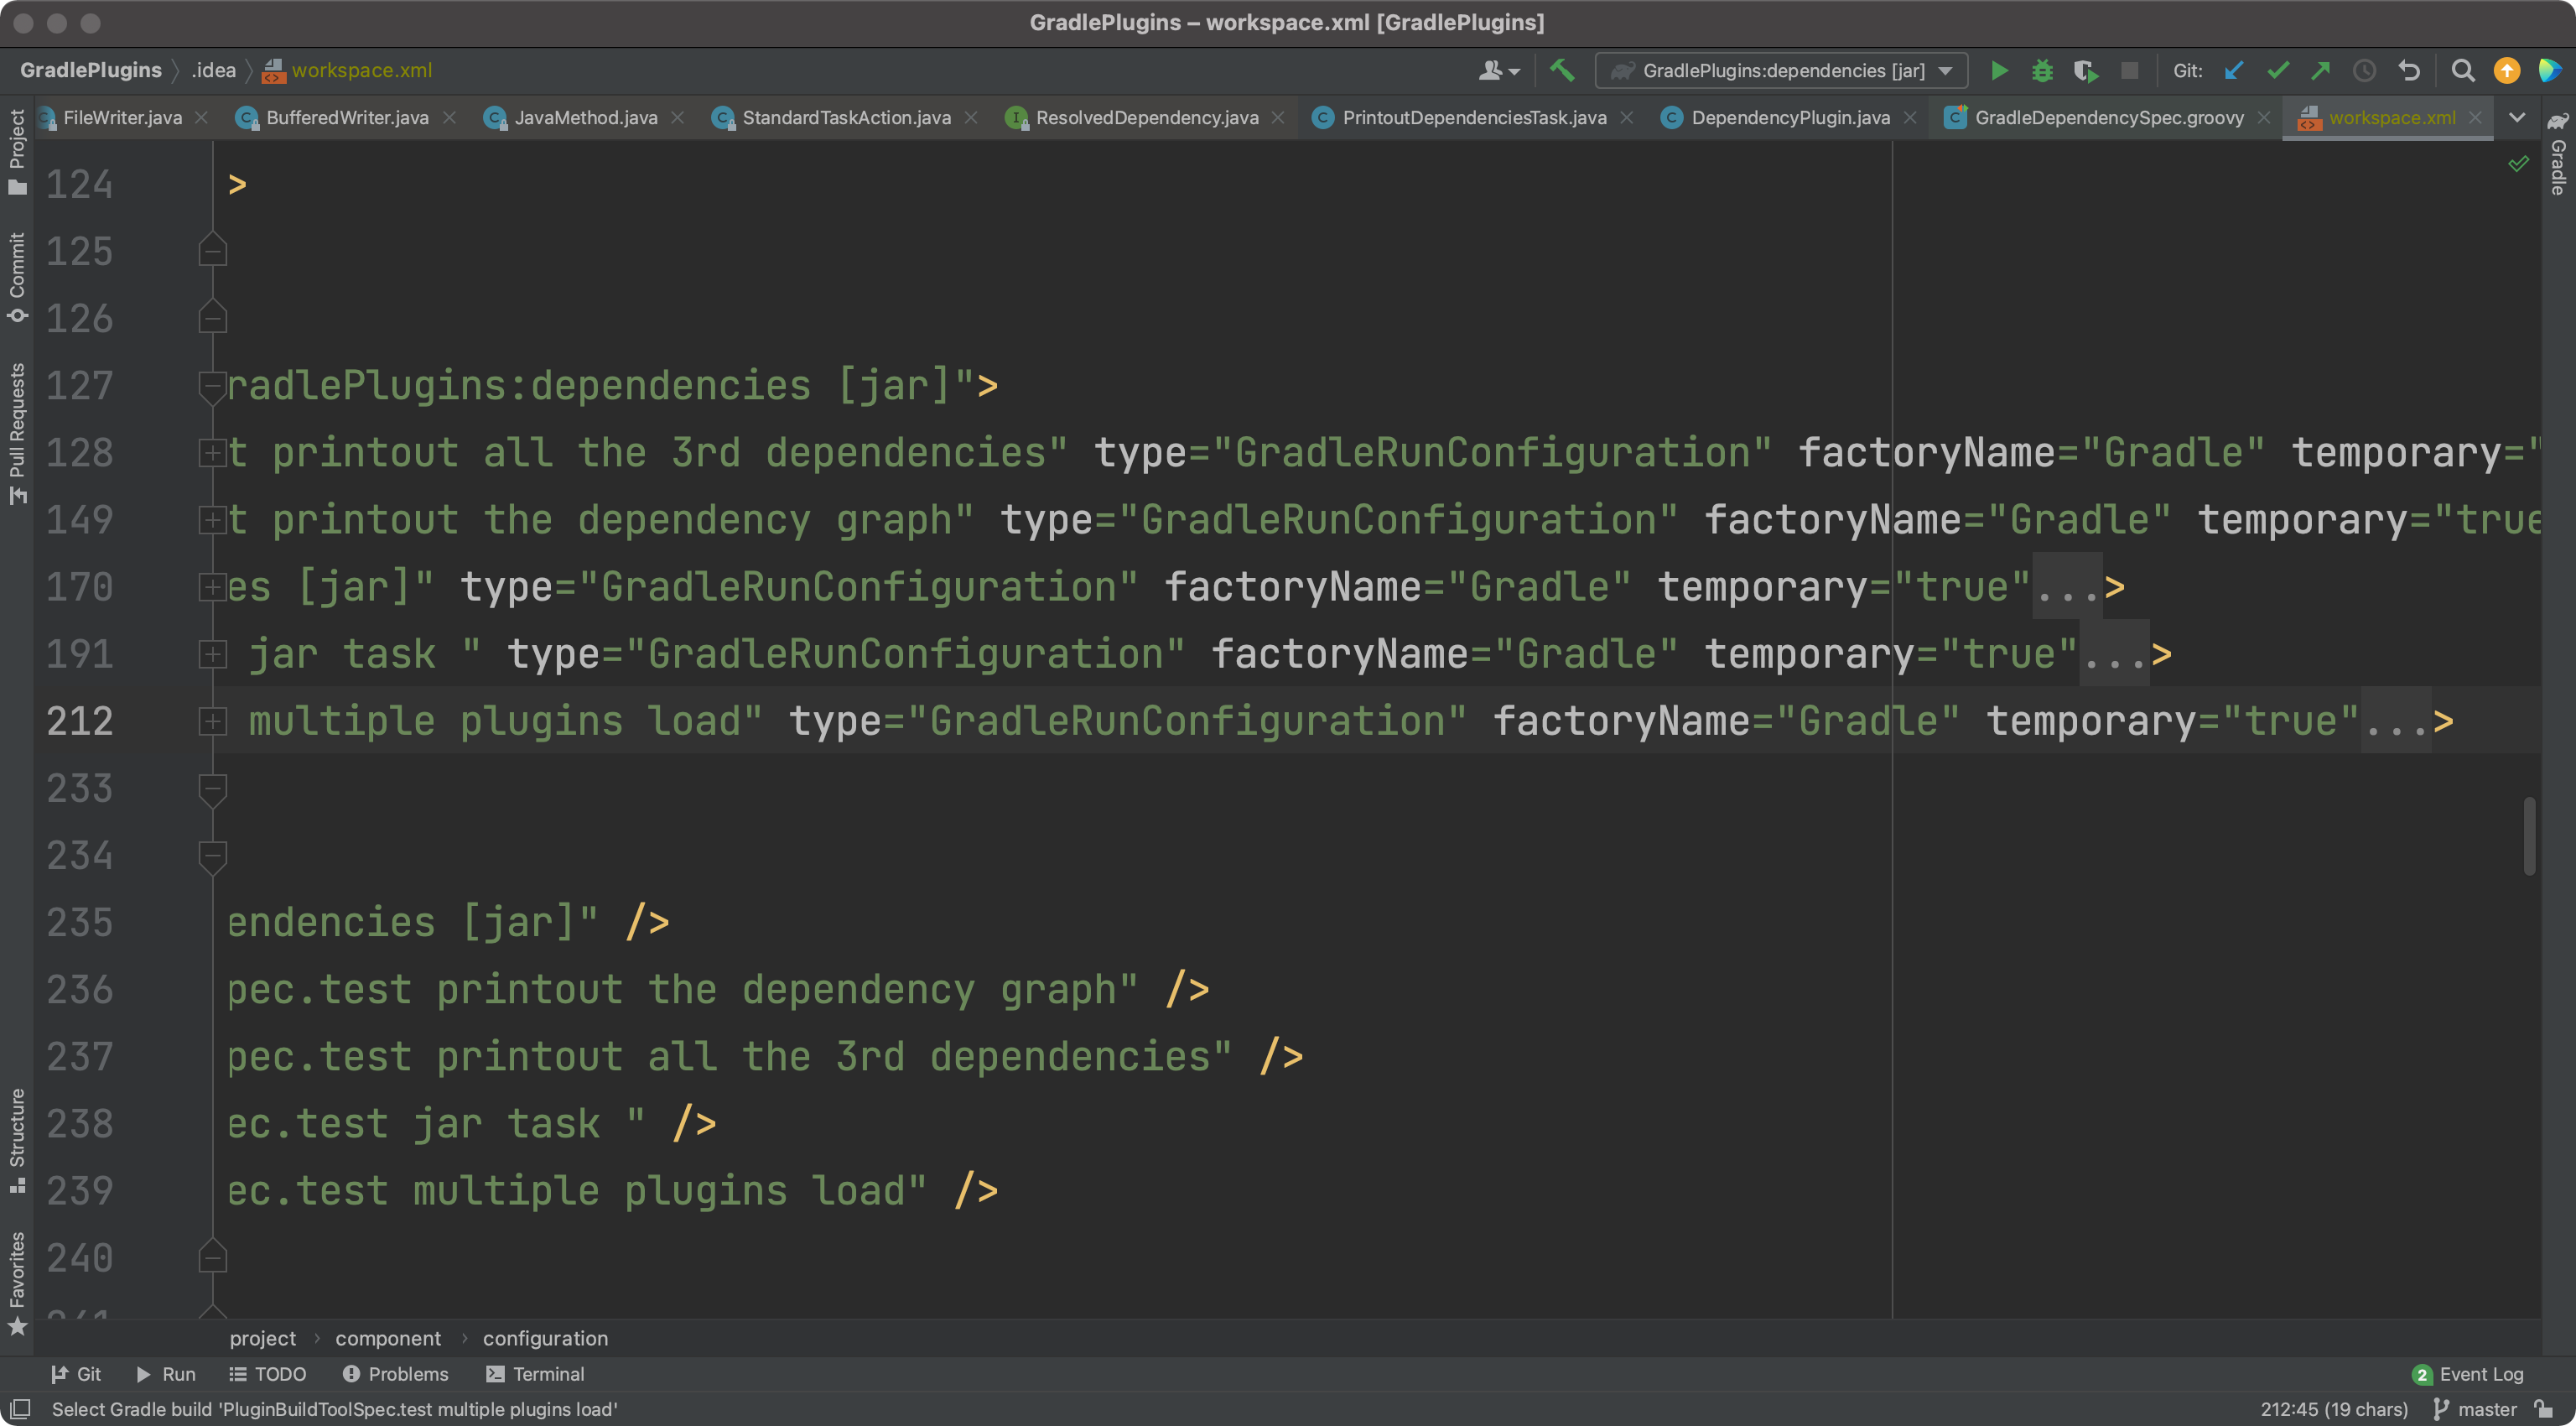 GradlePlugins – workspace.xml [GradlePlugins]
GradlePlugins .idea workspace.xml GradlePlugins:dependencies [jar] Git:
FileWriter.java BufferedWriter.java JavaMethod.java StandardTaskAction.java ResolvedDependency.java PrintoutDependenciesTask.java DependencyPlugin.java GradleDependencySpec.groovy workspace.xml
Project
Commit
Pull Requests
Structure
Favorites
Gradle
124 >
125
126
127 radlePlugins:dependencies [jar]">
128 t printout all the 3rd dependencies" type="GradleRunConfiguration" factoryName="Gradle" temporary="
149 t printout the dependency graph" type="GradleRunConfiguration" factoryName="Gradle" temporary="true
170 es [jar]" type="GradleRunConfiguration" factoryName="Gradle" temporary="true"...>
191 jar task " type="GradleRunConfiguration" factoryName="Gradle" temporary="true"...>
212 multiple plugins load" type="GradleRunConfiguration" factoryName="Gradle" temporary="true"...>
233
234
235 endencies [jar]" />
236 pec.test printout the dependency graph" />
237 pec.test printout all the 3rd dependencies" />
238 ec.test jar task " />
239 ec.test multiple plugins load" />
240
project › component › configuration
Git Run TODO Problems Terminal 2 Event Log
Select Gradle build 'PluginBuildToolSpec.test multiple plugins load' 212:45 (19 chars) master